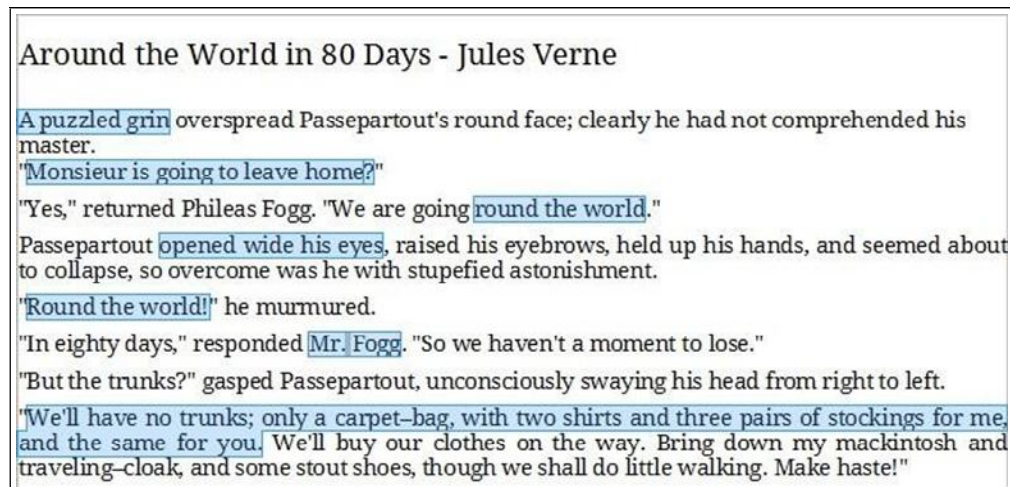 Around the World in 80 Days - Jules Verne
A puzzled grin overspread Passepartout's round face; clearly he had not comprehended his
master.
"Monsieur is going to leave home?"
"Yes," returned Phileas Fogg. "We are going round the world."
Passepartout opened wide his eyes, raised his eyebrows, held up his hands, and seemed about
to collapse, so overcome was he with stupefied astonishment.
"Round the world!" he murmured.
"In eighty days," responded Mr. Fogg. "So we haven't a moment to lose."
"But the trunks?" gasped Passepartout, unconsciously swaying his head from right to left.
"We'll have no trunks; only a carpet–bag, with two shirts and three pairs of stockings for me,
and the same for you. We'll buy our clothes on the way. Bring down my mackintosh and
traveling–cloak, and some stout shoes, though we shall do little walking. Make haste!"